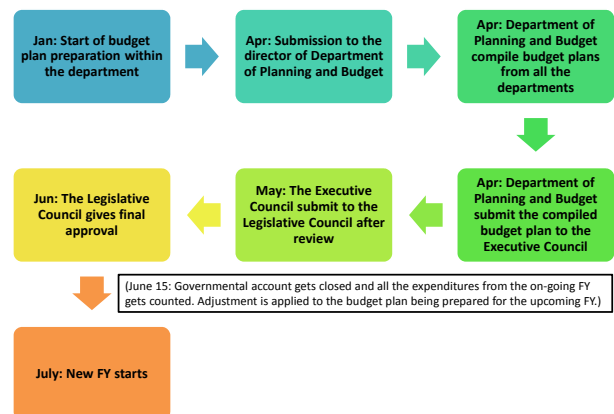 Jan: Start of budget
plan preparation within
the department
Apr: Submission to the
director of Department
of Planning and Budget
Apr: Department of
Planning and Budget
compile budget plans
from all the
departments
Jun: The Legislative
Council gives final
approval
May: The Executive
Council submit to the
Legislative Council after
review
Apr: Department of
Planning and Budget
submit the compiled
budget plan to the
Executive Council
(June 15: Governmental account gets closed and all the expenditures from the on-going FY
gets counted. Adjustment is applied to the budget plan being prepared for the upcoming FY.)
July: New FY starts